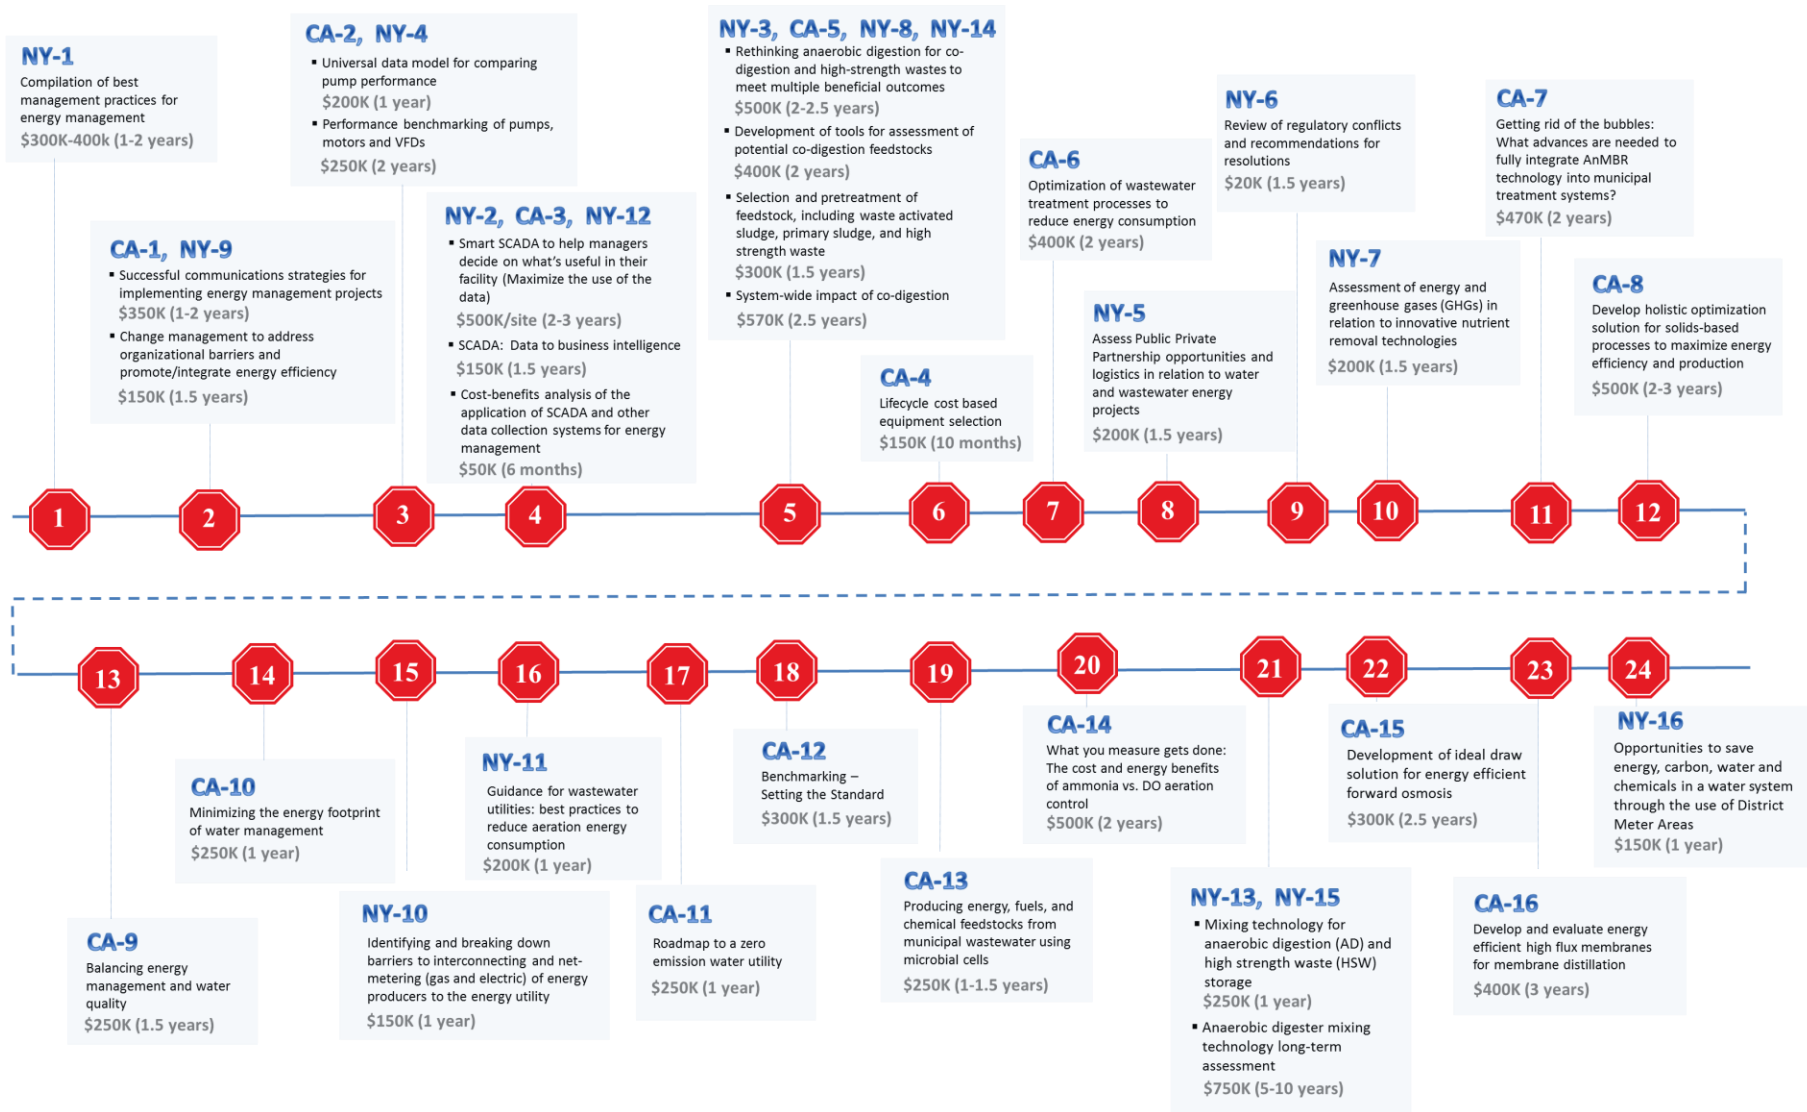 NY-1
Compilation of best
management practices for
energy management
$300K-400k (1-2 years)
CA-1, NY-9
▪ Successful communications strategies for
implementing energy management projects
$350K (1-2 years)
▪ Change management to address
organizational barriers and
promote/integrate energy efficiency
$150K (1.5 years)
CA-2, NY-4
▪ Universal data model for comparing
pump performance
$200K (1 year)
▪ Performance benchmarking of pumps,
motors and VFDs
$250K (2 years)
NY-2, CA-3, NY-12
▪ Smart SCADA to help managers
decide on what's useful in their
facility (Maximize the use of the
data)
$500K/site (2-3 years)
▪ SCADA: Data to business intelligence
$150K (1.5 years)
▪ Cost-benefits analysis of the
application of SCADA and other
data collection systems for energy
management
$50K (6 months)
NY-3, CA-5, NY-8, NY-14
▪ Rethinking anaerobic digestion for co-
digestion and high-strength wastes to
meet multiple beneficial outcomes
$500K (2-2.5 years)
▪ Development of tools for assessment of
potential co-digestion feedstocks
$400K (2 years)
▪ Selection and pretreatment of
feedstock, including waste activated
sludge, primary sludge, and high
strength waste
$300K (1.5 years)
▪ System-wide impact of co-digestion
$570K (2.5 years)
CA-4
Lifecycle cost based
equipment selection
$150K (10 months)
CA-6
Optimization of wastewater
treatment processes to
reduce energy consumption
$400K (2 years)
NY-5
Assess Public Private
Partnership opportunities and
logistics in relation to water
and wastewater energy
projects
$200K (1.5 years)
NY-6
Review of regulatory conflicts
and recommendations for
resolutions
$20K (1.5 years)
NY-7
Assessment of energy and
greenhouse gases (GHGs) in
relation to innovative nutrient
removal technologies
$200K (1.5 years)
CA-7
Getting rid of the bubbles:
What advances are needed to
fully integrate AnMBR
technology into municipal
treatment systems?
$470K (2 years)
CA-8
Develop holistic optimization
solution for solids-based
processes to maximize energy
efficiency and production
$500K (2-3 years)
1
2
3
4
5
6
7
8
9
10
11
12
13
14
15
16
17
18
19
20
21
22
23
24
CA-9
Balancing energy
management and water
quality
$250K (1.5 years)
CA-10
Minimizing the energy footprint
of water management
$250K (1 year)
NY-10
Identifying and breaking down
barriers to interconnecting and net-
metering (gas and electric) of energy
producers to the energy utility
$150K (1 year)
NY-11
Guidance for wastewater
utilities: best practices to
reduce aeration energy
consumption
$200K (1 year)
CA-11
Roadmap to a zero
emission water utility
$250K (1 year)
CA-12
Benchmarking –
Setting the Standard
$300K (1.5 years)
CA-13
Producing energy, fuels, and
chemical feedstocks from
municipal wastewater using
microbial cells
$250K (1-1.5 years)
CA-14
What you measure gets done:
The cost and energy benefits
of ammonia vs. DO aeration
control
$500K (2 years)
NY-13, NY-15
▪ Mixing technology for
anaerobic digestion (AD) and
high strength waste (HSW)
storage
$250K (1 year)
▪ Anaerobic digester mixing
technology long-term
assessment
$750K (5-10 years)
CA-15
Development of ideal draw
solution for energy efficient
forward osmosis
$300K (2.5 years)
CA-16
Develop and evaluate energy
efficient high flux membranes
for membrane distillation
$400K (3 years)
NY-16
Opportunities to save
energy, carbon, water and
chemicals in a water system
through the use of District
Meter Areas
$150K (1 year)